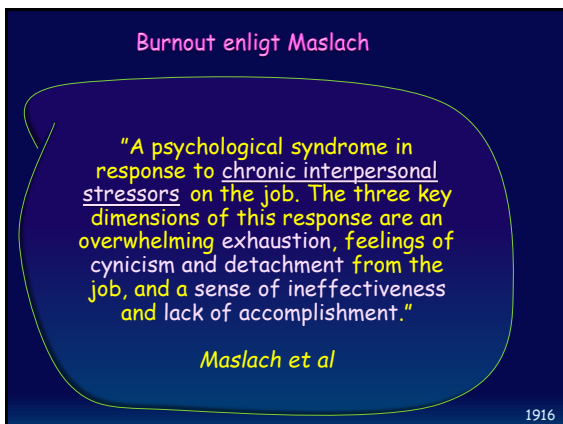 Burnout enligt Maslach
"A psychological syndrome in
response to chronic interpersonal
stressors on the job. The three key
dimensions of this response are an
overwhelming exhaustion, feelings of
cynicism and detachment from the
job, and a sense of ineffectiveness
and lack of accomplishment."
Maslach et al
1916